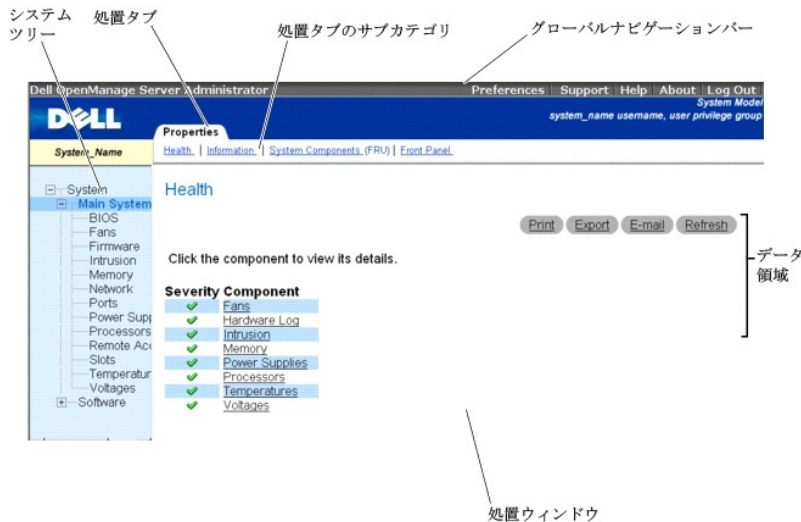 システム
ツリー
処置タブ
処置タブのサブカテゴリ
グローバルナビゲーションバー
Dell OpenManage Server Administrator
Preferences | Support | Help | About | Log Out
System Model
DELL
system_name username, user privilege group
Properties
System_Name
Health | Information | System Components (FRU) | Front Panel
System
Main System
BIOS
Fans
Firmware
Intrusion
Memory
Network
Ports
Power Supp
Processors
Remote Acc
Slots
Temperatur
Voltages
Software
Health
Print Export E-mail Refresh
データ
領域
Click the component to view its details.
Severity Component
Fans
Hardware Log
Intrusion
Memory
Power Supplies
Processors
Temperatures
Voltages
処置ウィンドウ